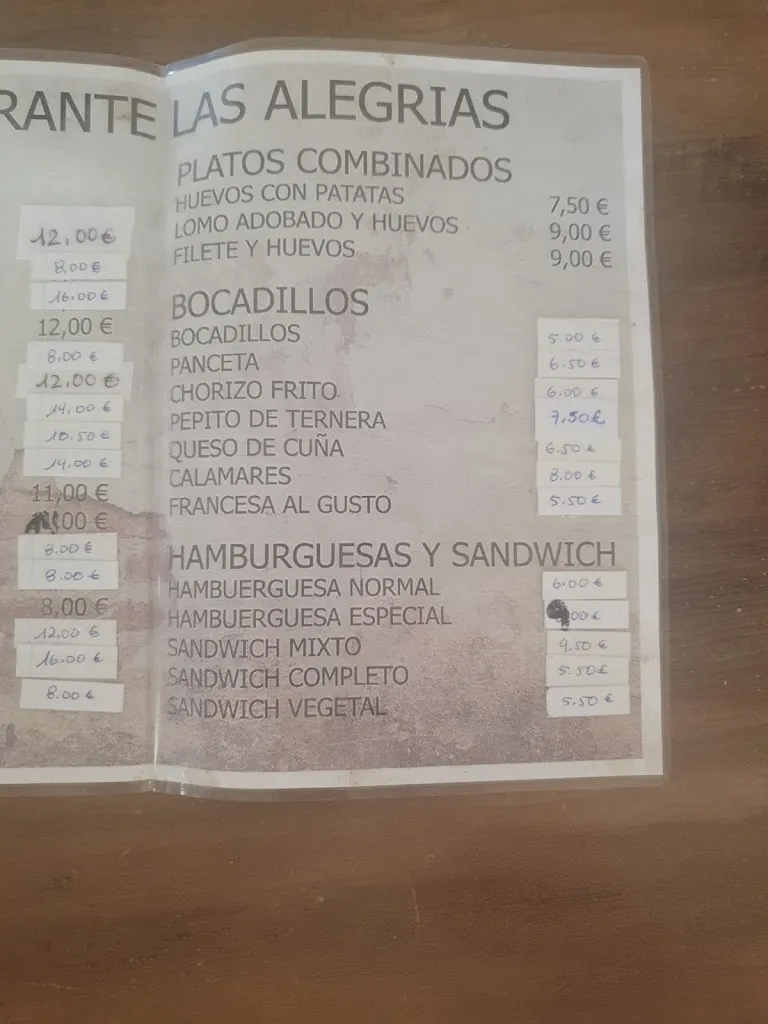 RANTE LAS ALEGRIAS
12,00 €
8,00 €
16.00 €
12,00 €
8.00 €
12.00 €
14,00 €
10.50 €
14.00 €
11,00 €
00 €
8.00 €
8.00 €
8,00 €
12.00 €
16.00 €
8.00 €
PLATOS COMBINADOS
HUEVOS CON PATATAS 7,50 €
LOMO ADOBADO Y HUEVOS 9,00 €
FILETE Y HUEVOS 9,00 €
BOCADILLOS
BOCADILLOS 5.00 €
PANCETA 6.50 €
CHORIZO FRITO 6.00 €
PEPITO DE TERNERA 7,50€
QUESO DE CUÑA 6.50 €
CALAMARES 8.00 €
FRANCESA AL GUSTO 5.50 €
HAMBURGUESAS Y SANDWICH
HAMBUERGUESA NORMAL 6.00 €
HAMBUERGUESA ESPECIAL 9,00 €
SANDWICH MIXTO 4.50 €
SANDWICH COMPLETO 5.50€
SANDWICH VEGETAL 5.50 €